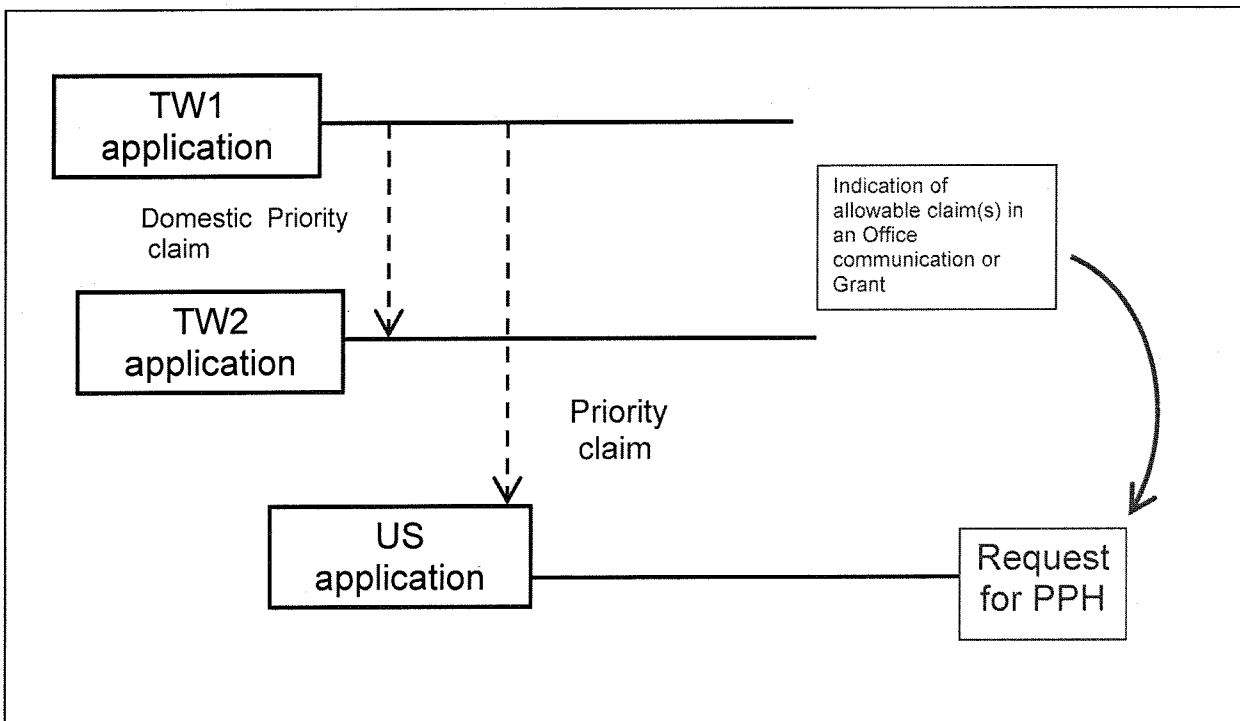 TW1
application
Indication of
allowable claim(s) in
an Office
communication or
Grant
Domestic Priority
claim
TW2
application
Priority
claim
US
application
Request
for PPH